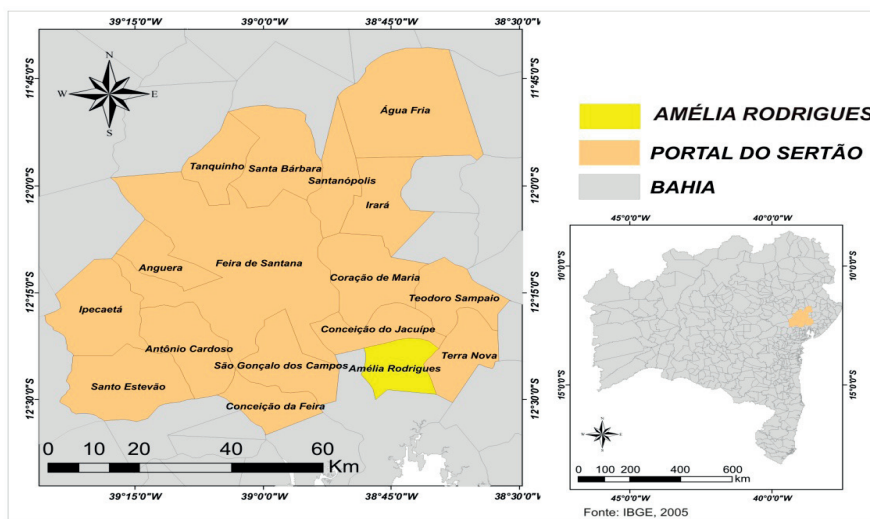 39°15'0"W 39°0'0"W 38°45'0"W 38°30'0"W
11°45'0"S 11°45'0"S
N
W E
S
Água Fria
Tanquinho Santa Bárbara
Santanópolis
12°0'0"S 12°0'0"S
Irará
Anguera Feira de Santana
Coração de Maria
12°15'0"S 12°15'0"S
Ipecaetá Teodoro Sampaio
Conceição do Jacuípe
Antônio Cardoso Terra Nova
São Gonçalo dos Campos Amélia Rodrigues
Santo Estevão
12°30'0"S 12°30'0"S
Conceição da Feira
0 10 20 40 60
Km
39°15'0"W 39°0'0"W 38°45'0"W 38°30'0"W
AMÉLIA RODRIGUES
PORTAL DO SERTÃO
BAHIA
45°0'0"W 40°0'0"W
10°0'0"S 10°0'0"S
15°0'0"S 15°0'0"S
0 100 200 400 600
km
45°0'0"W 40°0'0"W
Fonte: IBGE, 2005